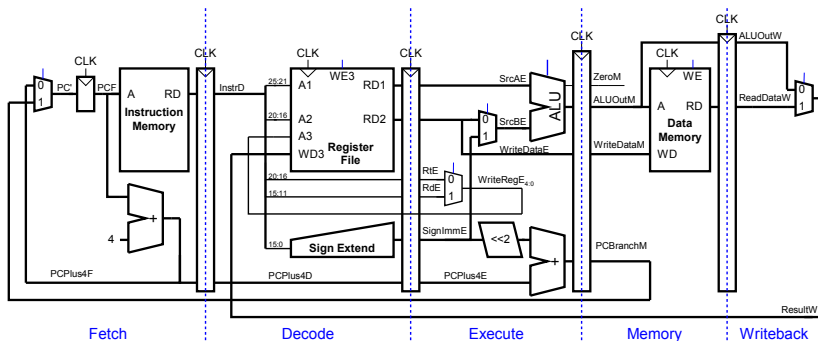 CLK
CLK
CLK
CLK
CLK
CLK
CLK
ALUOutW
0
1
PC'
PCF
A
RD
Instruction
Memory
InstrD
25:21
A1
WE3
RD1
SrcAE
ZeroM
WE
0
1
20:16
A2
RD2
0
1
SrcBE
ALU
ALUOutM
A
RD
ReadDataW
A3
Register
File
Data
Memory
WD3
WriteDataE
WriteDataM
WD
20:16
RtE
0
15:11
RdE
1
WriteRegE4:0
4
+
15:0
Sign Extend
SignImmE
<<2
+
PCBranchM
PCPlus4F
PCPlus4D
PCPlus4E
ResultW
Fetch
Decode
Execute
Memory
Writeback